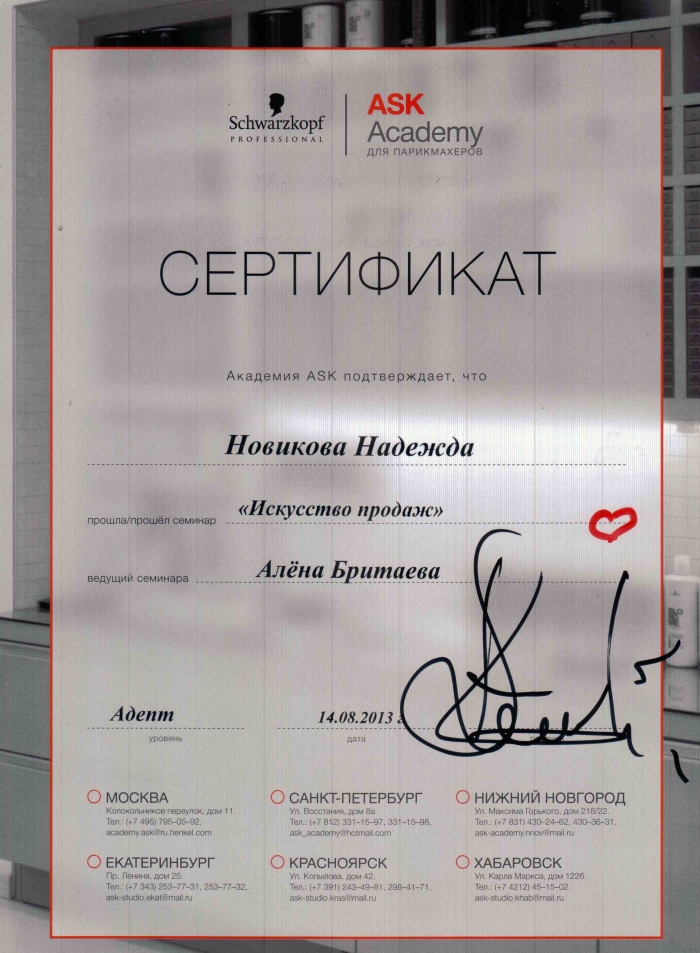 Schwarzkopf
PROFESSIONAL
ASK
Academy
ДЛЯ ПАРИКМАХЕРОВ
СЕРТИФИКАТ
Академия ASK подтверждает, что
Новикова Надежда
прошла/прошёл семинар «Искусство продаж»
ведущий семинара Алёна Бритаева
Адепт
уровень
14.08.2013 г
дата
МОСКВА
Колокольников переулок, дом 11.
Тел.: (+7 495) 795-05-92,
academy.ask@ru.henkel.com
САНКТ-ПЕТЕРБУРГ
Ул. Восстания, дом 8а.
Тел.: (+7 812) 331-15-97, 331-15-98,
ask_academy@hotmail.com
НИЖНИЙ НОВГОРОД
Ул. Максима Горького, дом 218/22.
Тел.: (+7 831) 430-24-62, 430-36-31,
ask-academy.nnov@mail.ru
ЕКАТЕРИНБУРГ
Пр. Ленина, дом 25.
Тел.: (+7 343) 253-77-31, 253-77-32,
ask-studio.ekat@mail.ru
КРАСНОЯРСК
Ул. Копылова, дом 42.
Тел.: (+7 391) 243-49-81, 298-41-71,
ask-studio.kras@mail.ru
ХАБАРОВСК
Ул. Карла Маркса, дом 122б.
Тел.: (+7 4212) 45-15-02,
ask-studio.khab@mail.ru